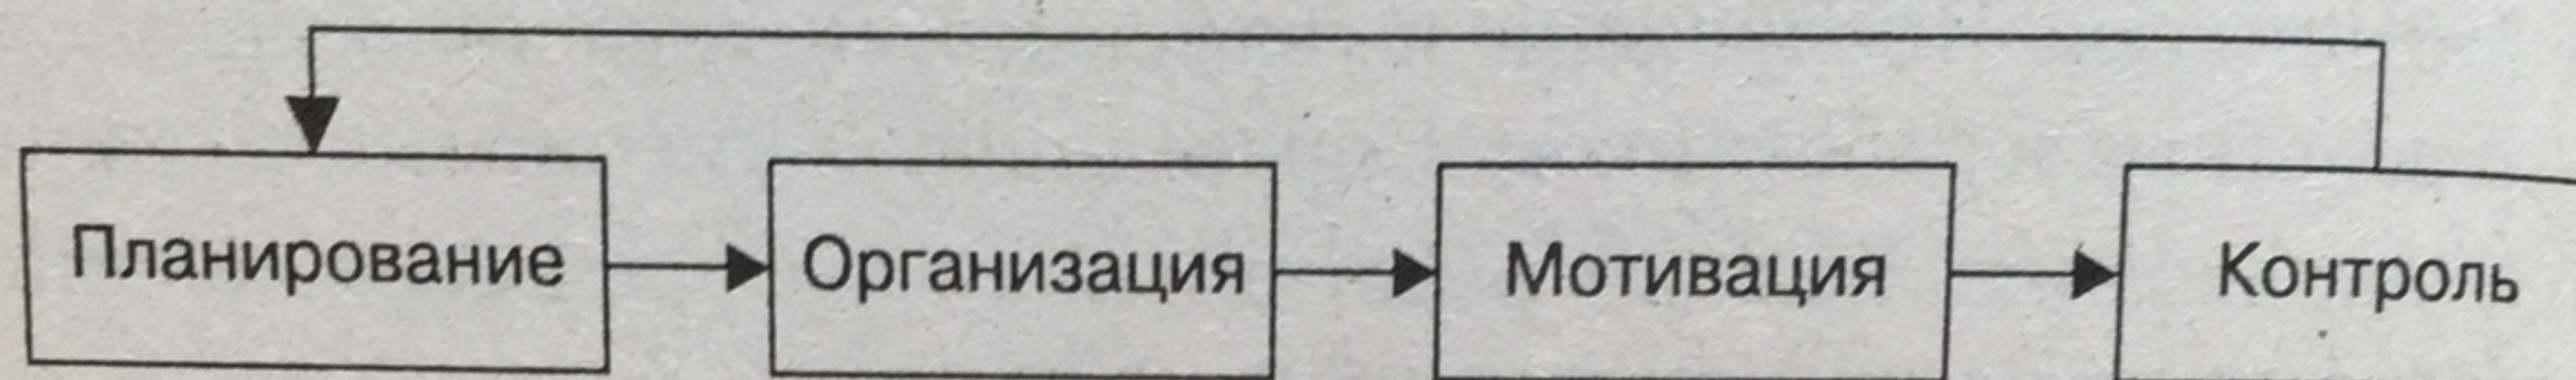 Планирование
Организация
Мотивация
Контроль